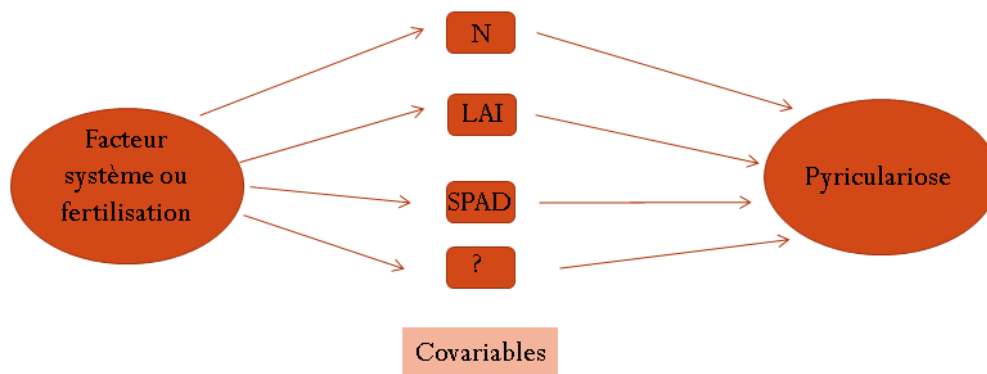 Facteur
système ou
fertilisation
N
LAI
SPAD
?
Pyriculariose
Covariables